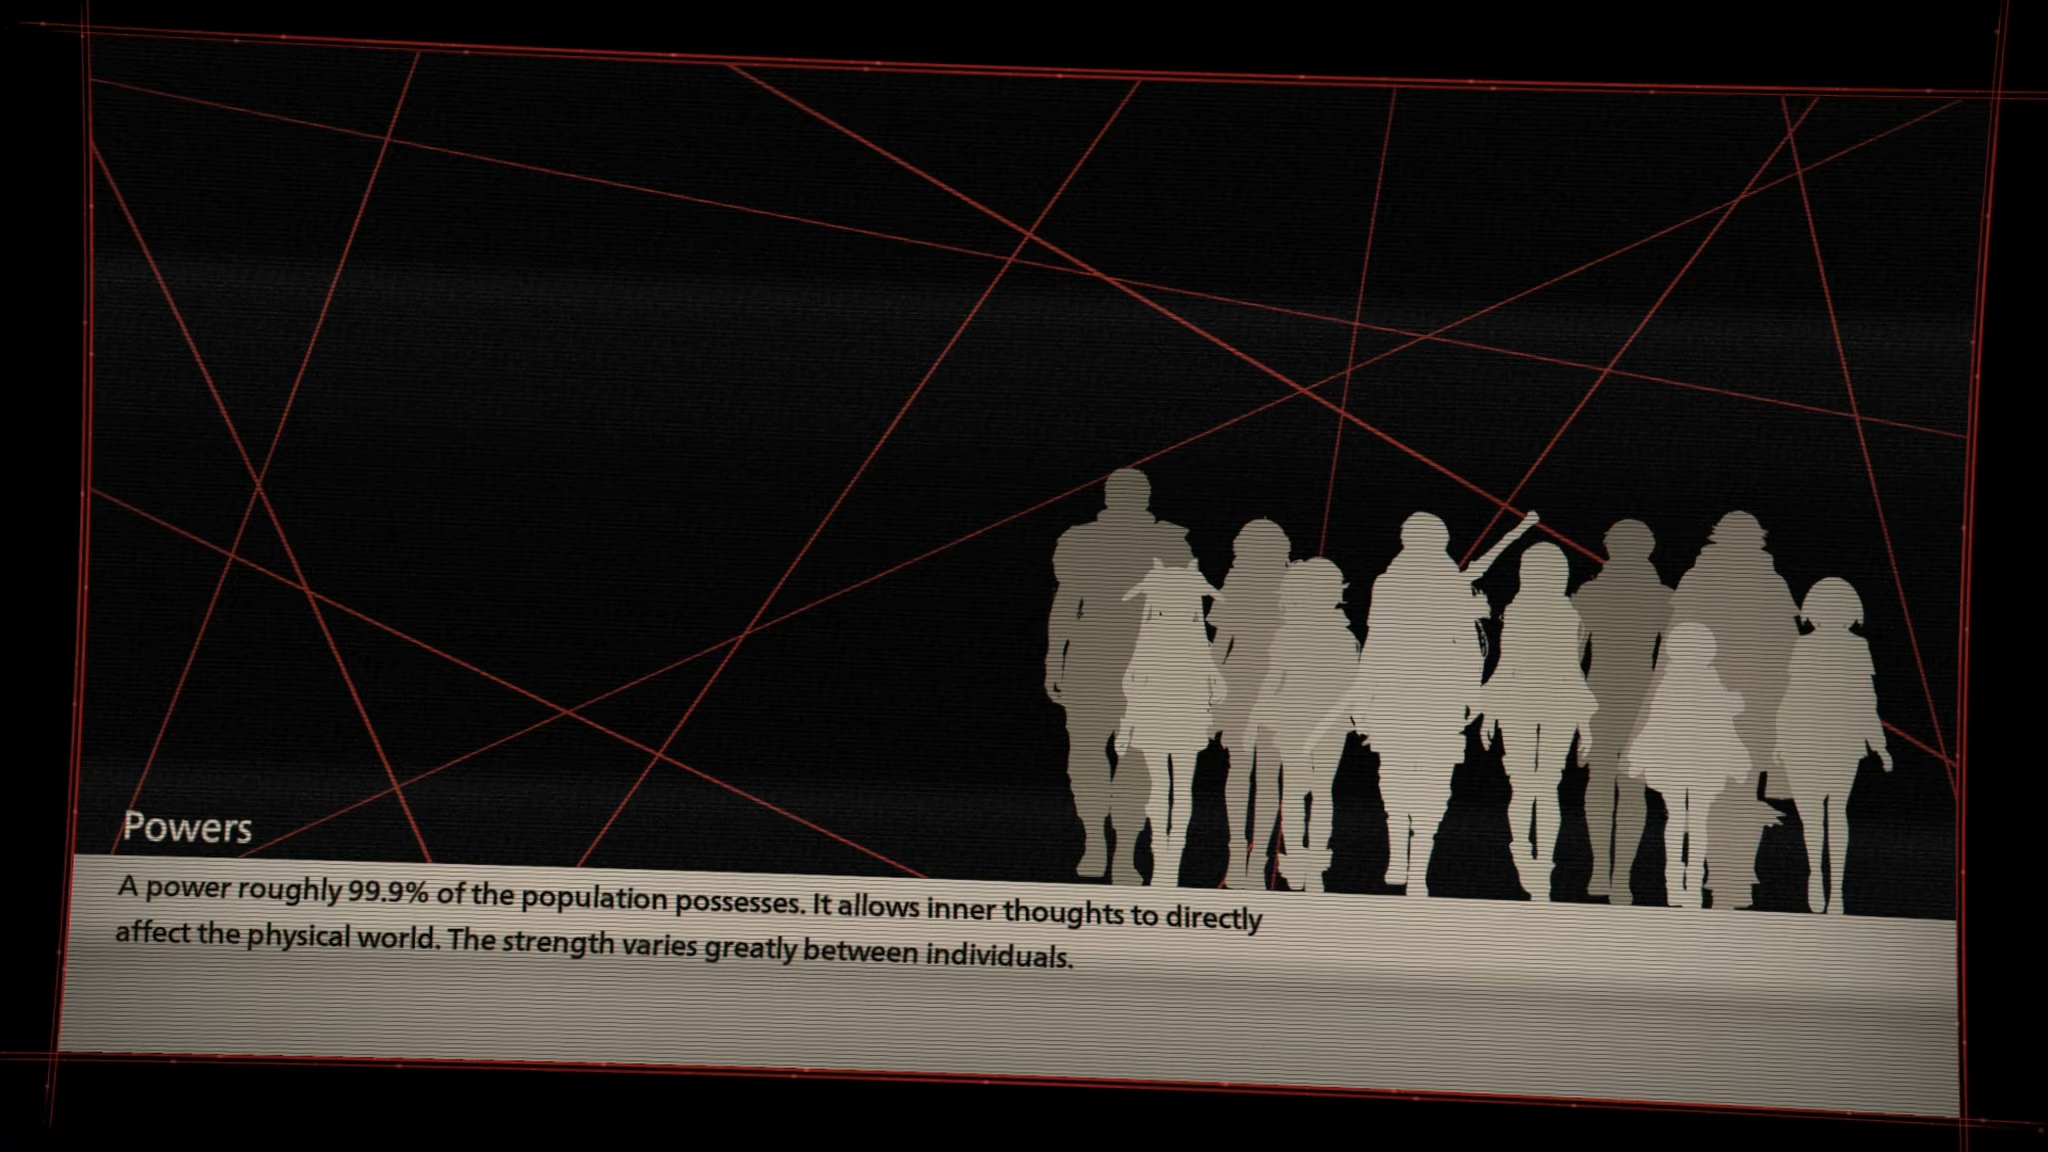 Powers
A power roughly 99.9% of the population possesses. It allows inner thoughts to directly
affect the physical world. The strength varies greatly between individuals.